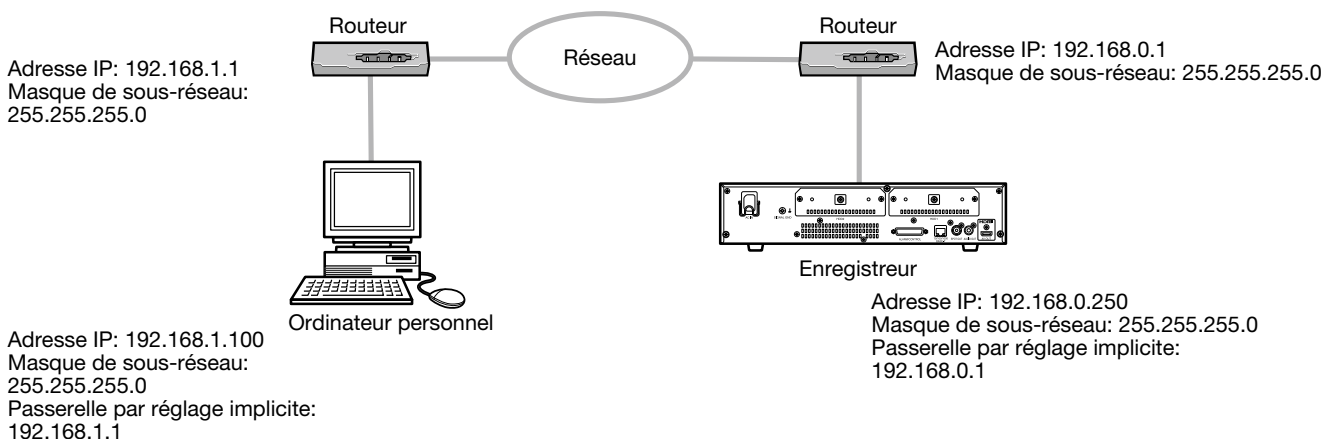 Routeur
Réseau
Routeur
Adresse IP: 192.168.1.1
Masque de sous-réseau:
255.255.255.0
Adresse IP: 192.168.0.1
Masque de sous-réseau: 255.255.255.0
SIGNAL GND
HDMI
Enregistreur
Ordinateur personnel
Adresse IP: 192.168.0.250
Masque de sous-réseau: 255.255.255.0
Passerelle par réglage implicite:
192.168.0.1
Adresse IP: 192.168.1.100
Masque de sous-réseau:
255.255.255.0
Passerelle par réglage implicite:
192.168.1.1